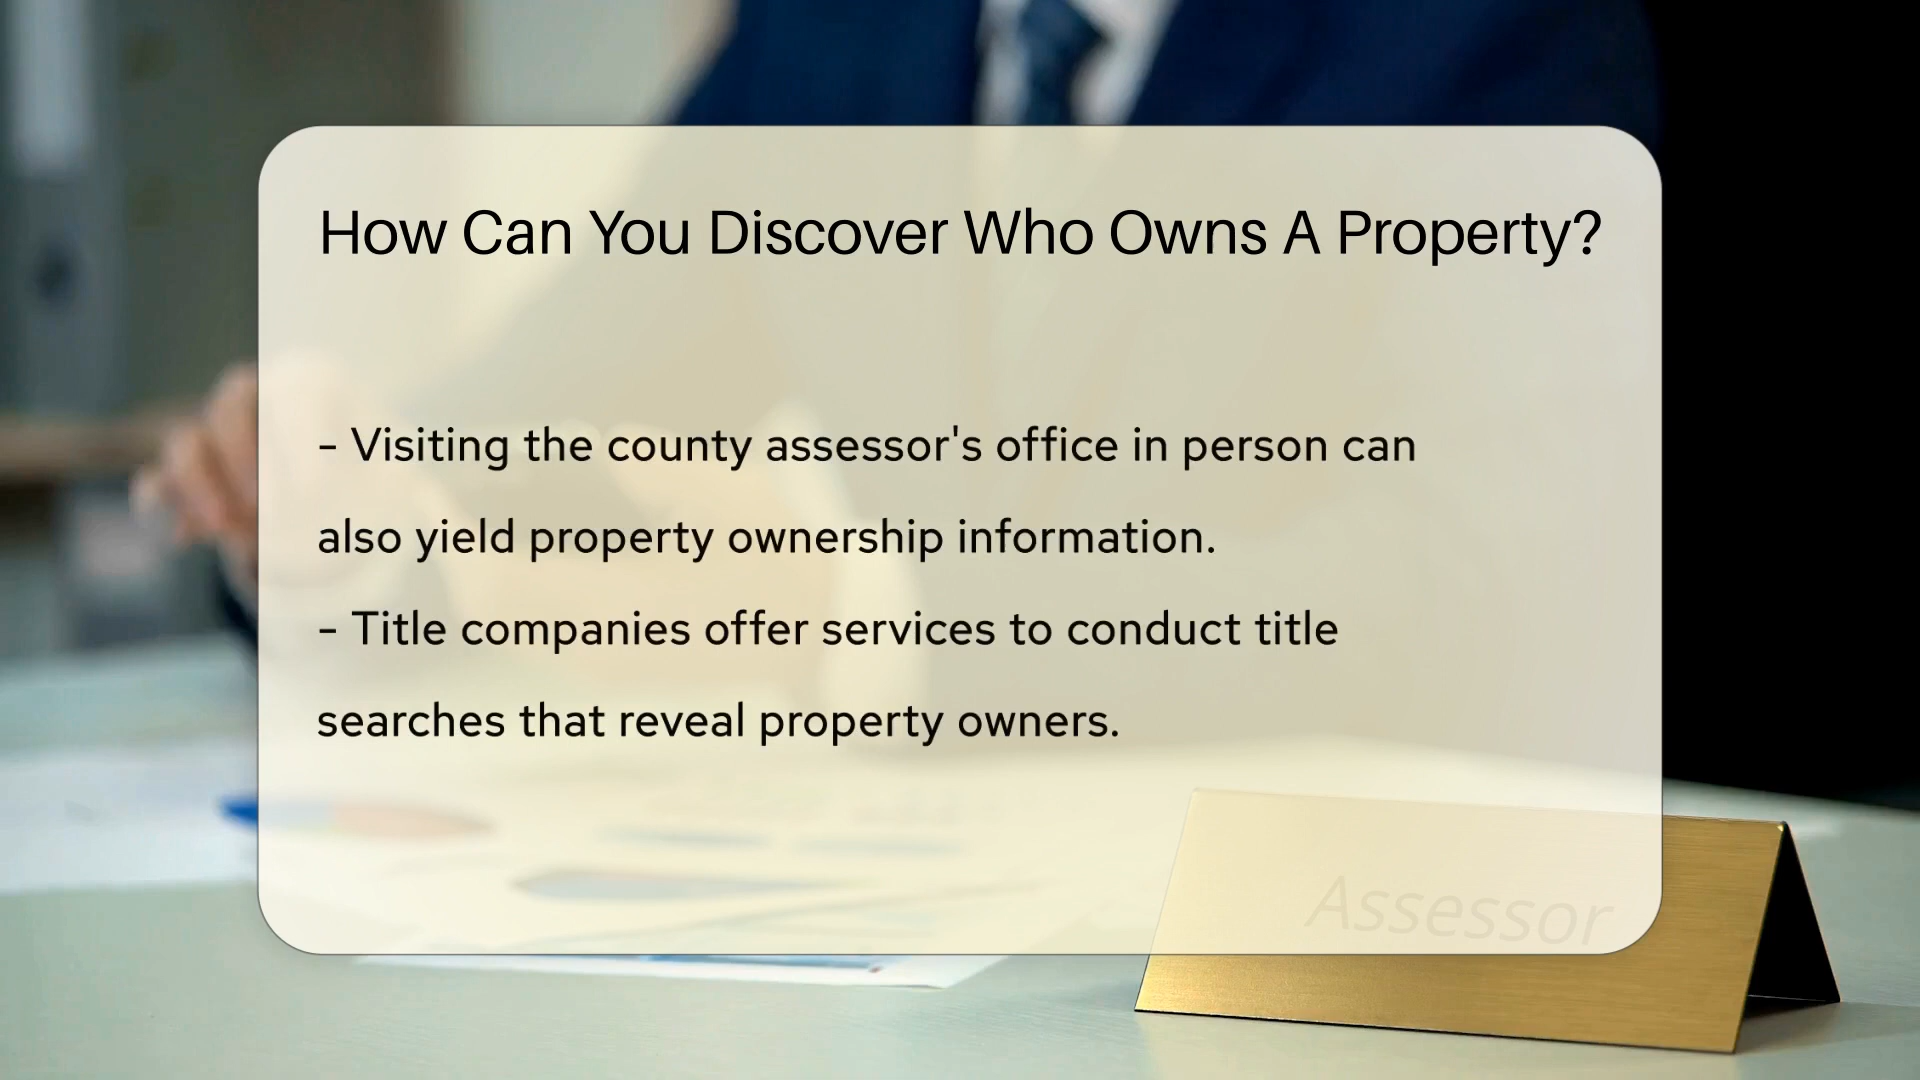 How Can You Discover Who Owns A Property?
- Visiting the county assessor's office in person can
also yield property ownership information.
- Title companies offer services to conduct title
searches that reveal property owners.
Assessor